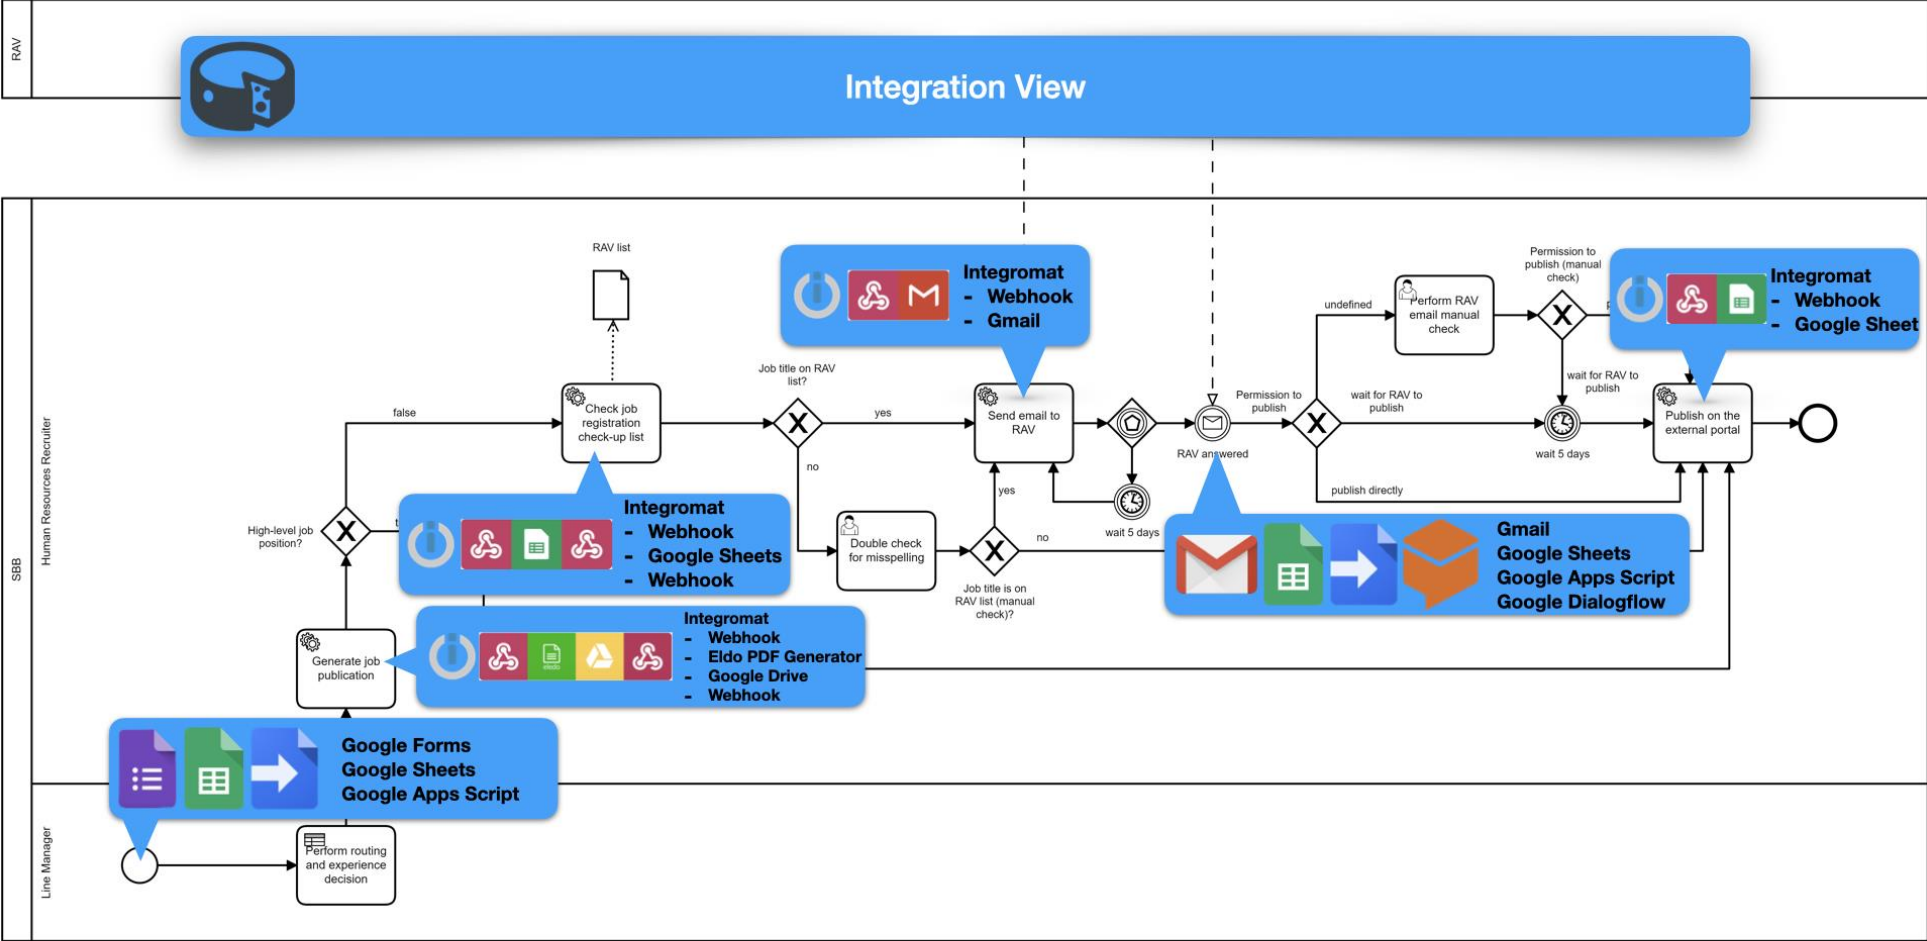 RAV
Integration View
SBB
Human Resources Recruiter
Line Manager
RAV list
Integromat
- Webhook
- Gmail
Permission to
publish (manual
check)
Integromat
- Webhook
- Google Sheet
undefined
Perform RAV
email manual
check
Job title on RAV
list?
false
Check job
registration
check-up list
yes
Send email to
RAV
RAV answered
Permission to
publish
wait for RAV to
publish
wait for RAV to
publish
wait 5 days
Publish on the
external portal
no
yes
publish directly
High-level job
position?
Integromat
- Webhook
- Google Sheets
- Webhook
Double check
for misspelling
no
wait 5 days
Job title is on
RAV list (manual
check)?
Gmail
Google Sheets
Google Apps Script
Google Dialogflow
Generate job
publication
eledo
Integromat
- Webhook
- Eldo PDF Generator
- Google Drive
- Webhook
Google Forms
Google Sheets
Google Apps Script
Perform routing
and experience
decision